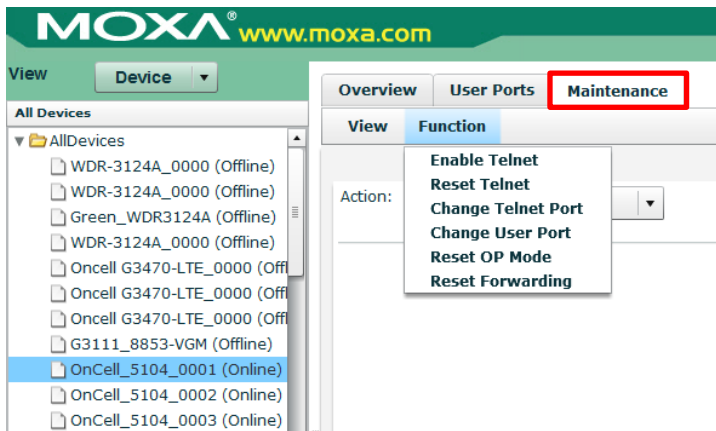 MOXA® www.moxa.com
View Device
All Devices
AllDevices
WDR-3124A_0000 (Offline)
WDR-3124A_0000 (Offline)
Green_WDR3124A (Offline)
WDR-3124A_0000 (Offline)
Oncell G3470-LTE_0000 (Offl
Oncell G3470-LTE_0000 (Offl
Oncell G3470-LTE_0000 (Offl
G3111_8853-VGM (Offline)
OnCell_5104_0001 (Online)
OnCell_5104_0002 (Online)
OnCell_5104_0003 (Online)
Overview User Ports Maintenance
View Function
Action:
Enable Telnet
Reset Telnet
Change Telnet Port
Change User Port
Reset OP Mode
Reset Forwarding